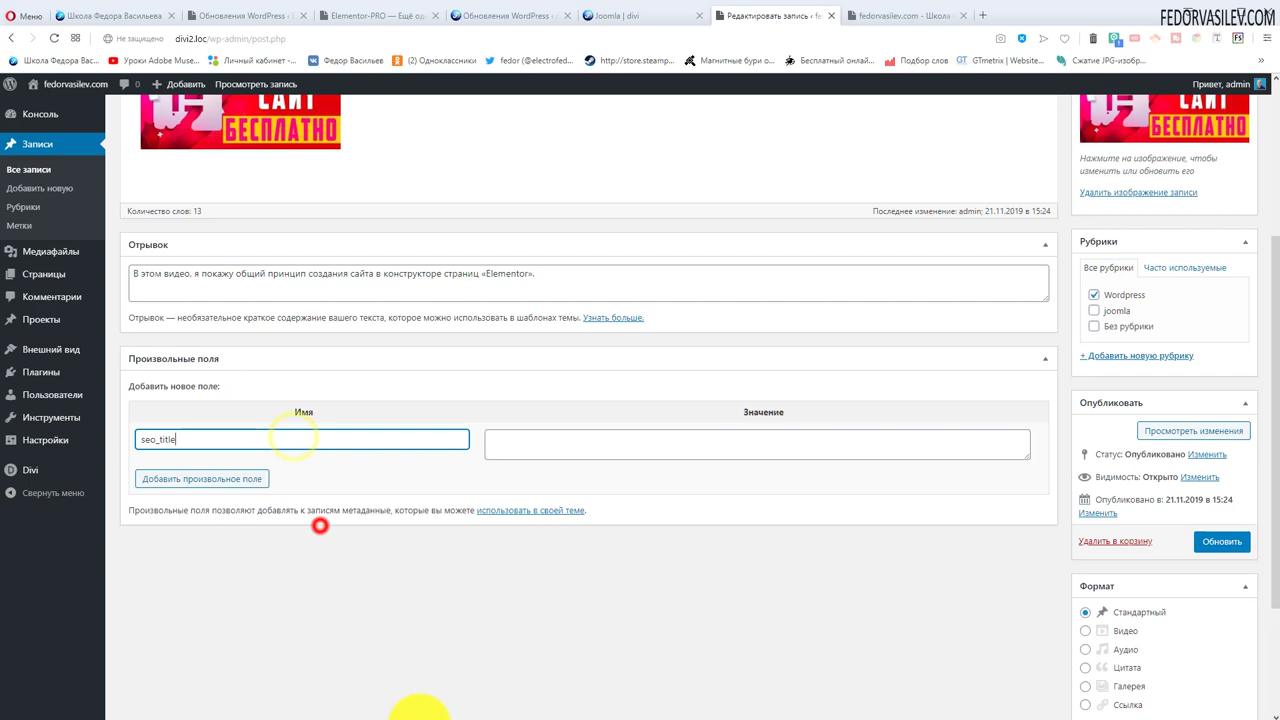 Меню
Школа Федора Васильева
Обновления WordPress
Elementor-PRO — Ещё од
Обновления WordPress
Joomla | divi
Редактировать запись
fedorvasilev.com - Школа
FEDORVASILEV.COM
Не защищено
divi2.loc/wp-admin/post.php
Школа Федора Вас...
Уроки Adobe Muse...
Личный кабинет -...
Федор Васильев
(2) Одноклассники
fedor (@electrofed...
http://store.steamp...
Магнитные бури о...
Бесплатный онлай...
Подбор слов
GTmetrix | Website...
Сжатие JPG-изобр...
fedorvasilev.com
0
+ Добавить
Просмотреть запись
Привет, admin
Консоль
Записи
Все записи
Добавить новую
Рубрики
Метки
Медиафайлы
Страницы
Комментарии
Проекты
Внешний вид
Плагины
Пользователи
Инструменты
Настройки
Divi
Свернуть меню
САЙТ
БЕСПЛАТНО
Количество слов: 13
Последнее изменение: admin; 21.11.2019 в 15:24
Отрывок
В этом видео, я покажу общий принцип создания сайта в конструкторе страниц «Elementor».
Отрывок — необязательное краткое содержание вашего текста, которое можно использовать в шаблонах темы. Узнать больше.
Произвольные поля
Добавить новое поле:
Имя
Значение
seo_title
Добавить произвольное поле
Произвольные поля позволяют добавлять к записям метаданные, которые вы можете использовать в своей теме.
САЙТ
БЕСПЛАТНО
Нажмите на изображение, чтобы
изменить или обновить его
Удалить изображение записи
Рубрики
Все рубрики
Часто используемые
Wordpress
joomla
Без рубрики
+ Добавить новую рубрику
Опубликовать
Просмотреть изменения
Статус: Опубликовано Изменить
Видимость: Открыто Изменить
Опубликовано в: 21.11.2019 в 15:24
Изменить
Удалить в корзину
Обновить
Формат
Стандартный
Видео
Аудио
Цитата
Галерея
Ссылка